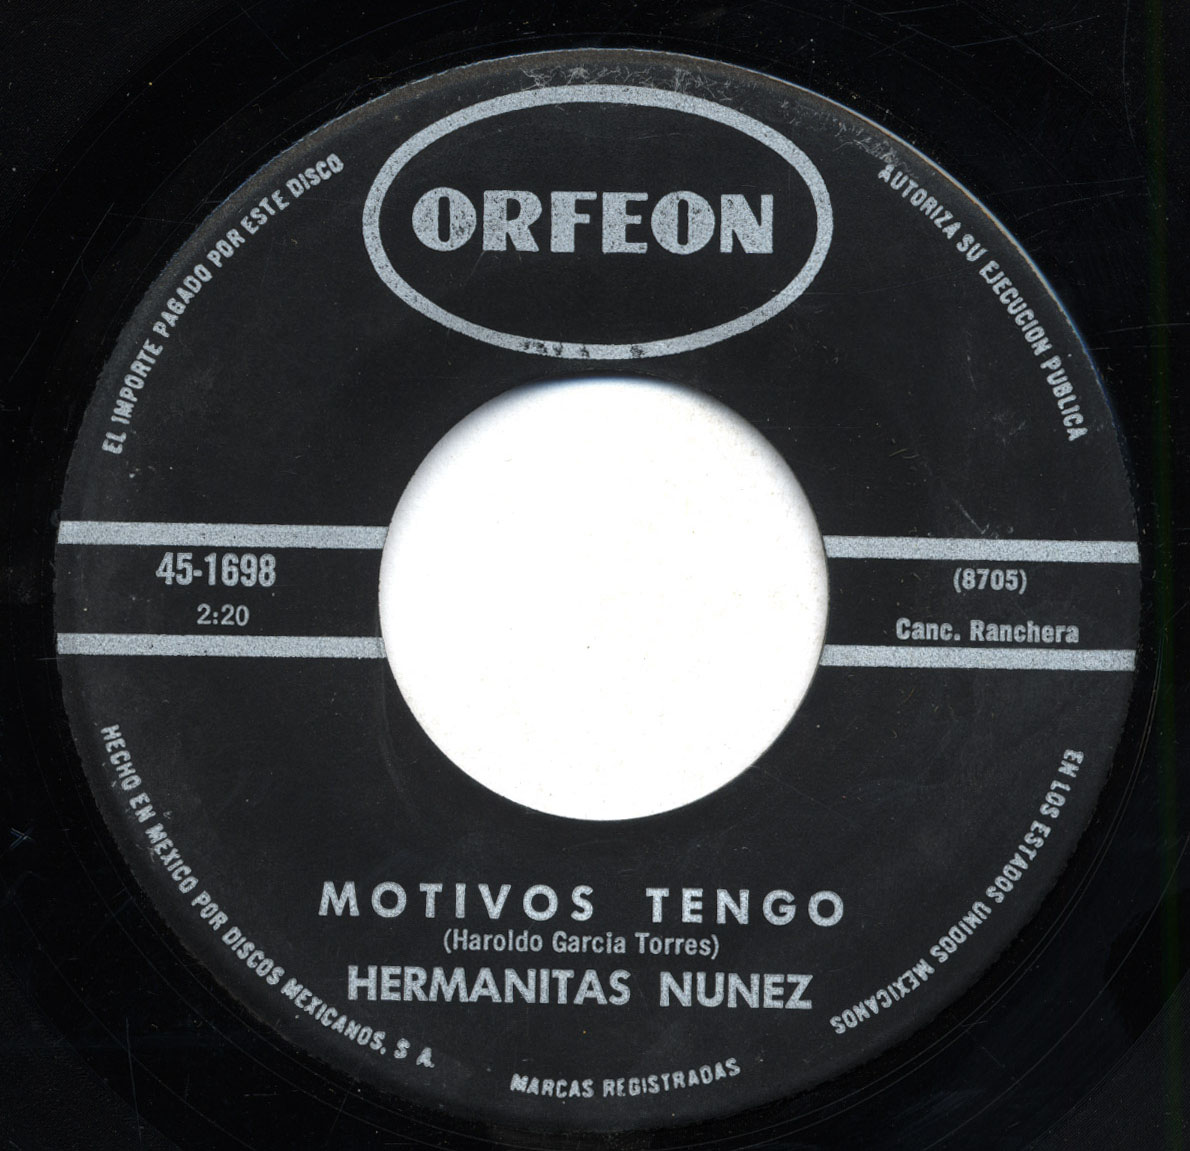 ORFEON
EL IMPORTE PAGADO POR ESTE DISCO
AUTORIZA SU EJECUCION PUBLICA
45-1698
2:20
(8705)
Canc. Ranchera
MOTIVOS TENGO
(Haroldo Garcia Torres)
HERMANITAS NUNEZ
HECHO EN MEXICO POR DISCOS MEXICANOS, S A.
EN LOS ESTADOS UNIDOS MEXICANOS
MARCAS REGISTRADAS